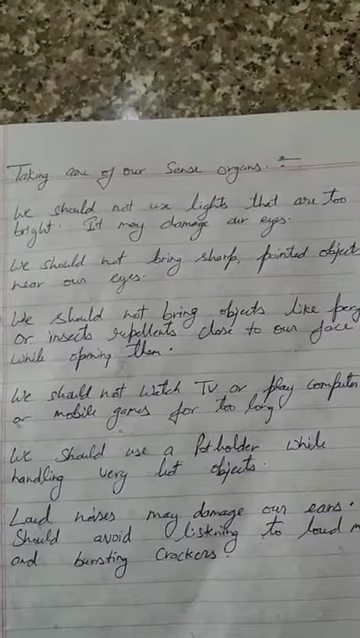 Taking care of our Sense organs. :-
We should not use lights that are too
bright. It may damage our eyes.
We should not bring sharp, pointed object
near our eyes.
We should not bring objects like
or insects repellents close to our face
while opening them.
We should not watch TV or play computer
or mobile games for too long
We should use a Potholder while
handling very hot objects.
Loud noises may damage our ears.
Should avoid listening to loud m
and bursting Crackers.